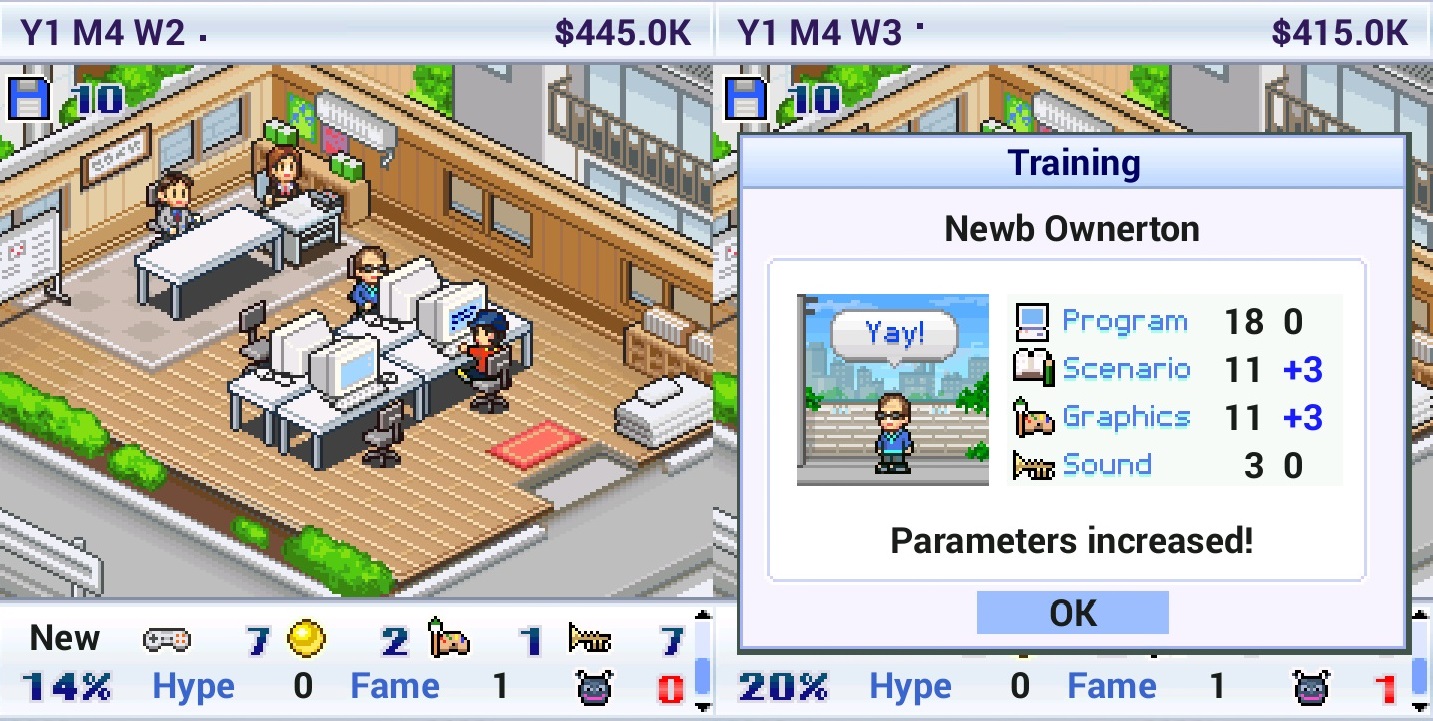 Y1 M4 W2 . $445.0K
10
New 7 2 1 7
14% Hype 0 Fame 1 0
Y1 M4 W3 · $415.0K
10
Training
Newb Ownerton
Yay!
Program 18 0
Scenario 11 +3
Graphics 11 +3
Sound 3 0
Parameters increased!
OK
20% Hype 0 Fame 1 1